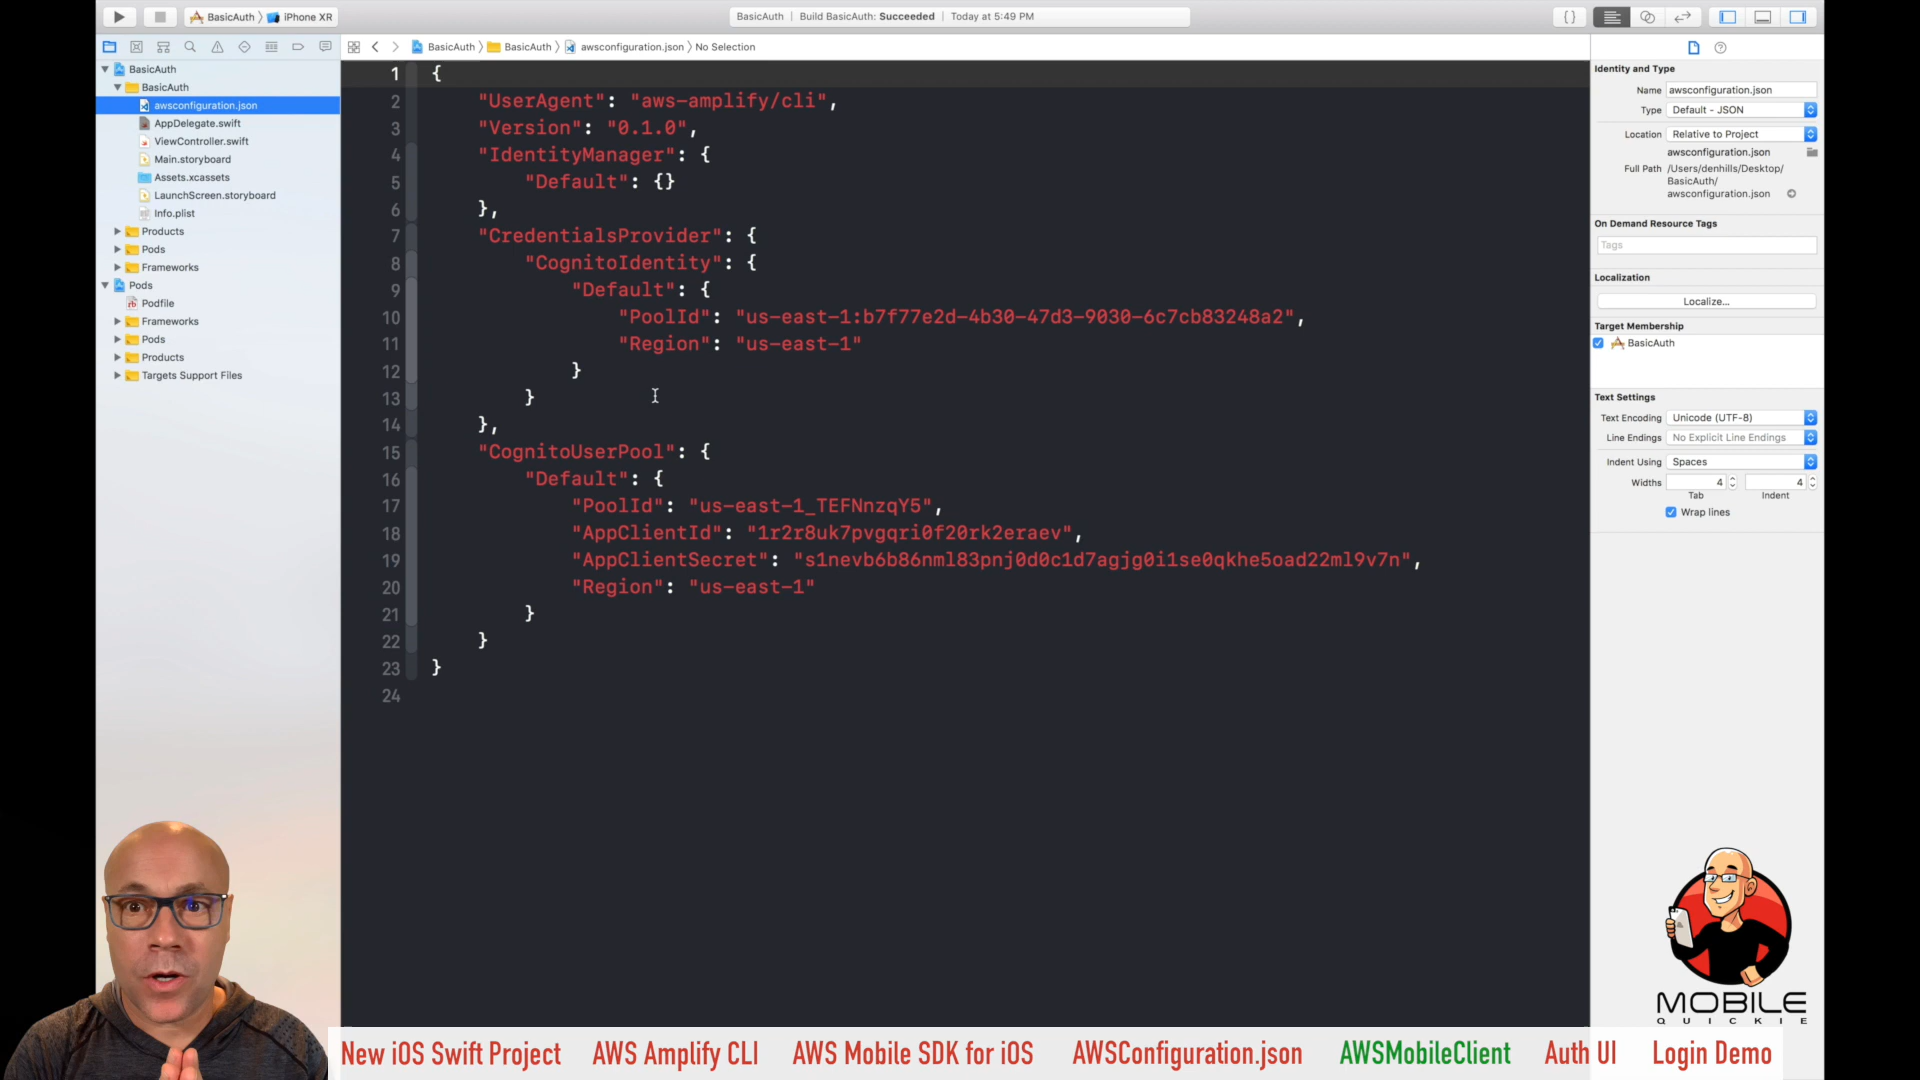 BasicAuth
iPhone XR
BasicAuth
Build BasicAuth: Succeeded
Today at 5:49 PM
BasicAuth
BasicAuth
awsconfiguration.json
No Selection
BasicAuth
BasicAuth
awsconfiguration.json
AppDelegate.swift
ViewController.swift
Main.storyboard
Assets.xcassets
LaunchScreen.storyboard
Info.plist
Products
Pods
Frameworks
Pods
Podfile
Frameworks
Pods
Products
Targets Support Files
1 {
2 "UserAgent": "aws-amplify/cli",
3 "Version": "0.1.0",
4 "IdentityManager": {
5 "Default": {}
6 },
7 "CredentialsProvider": {
8 "CognitoIdentity": {
9 "Default": {
10 "PoolId": "us-east-1:b7f77e2d-4b30-47d3-9030-6c7cb83248a2",
11 "Region": "us-east-1"
12 }
13 }
14 },
15 "CognitoUserPool": {
16 "Default": {
17 "PoolId": "us-east-1_TEFNnzqY5",
18 "AppClientId": "1r2r8uk7pvgqri0f20rk2eraev",
19 "AppClientSecret": "s1nevb6b86nml83pnj0d0c1d7agjg0i1se0qkhe5oad22ml9v7n",
20 "Region": "us-east-1"
21 }
22 }
23 }
24
Identity and Type
Name awsconfiguration.json
Type Default - JSON
Location Relative to Project
awsconfiguration.json
Full Path /Users/denhills/Desktop/
BasicAuth/
awsconfiguration.json
On Demand Resource Tags
Tags
Localization
Localize...
Target Membership
BasicAuth
Text Settings
Text Encoding Unicode (UTF-8)
Line Endings No Explicit Line Endings
Indent Using Spaces
Widths 4 4
Tab Indent
Wrap lines
MOBILE
QUICKIE
New iOS Swift Project AWS Amplify CLI AWS Mobile SDK for iOS AWSConfiguration.json AWSMobileClient Auth UI Login Demo